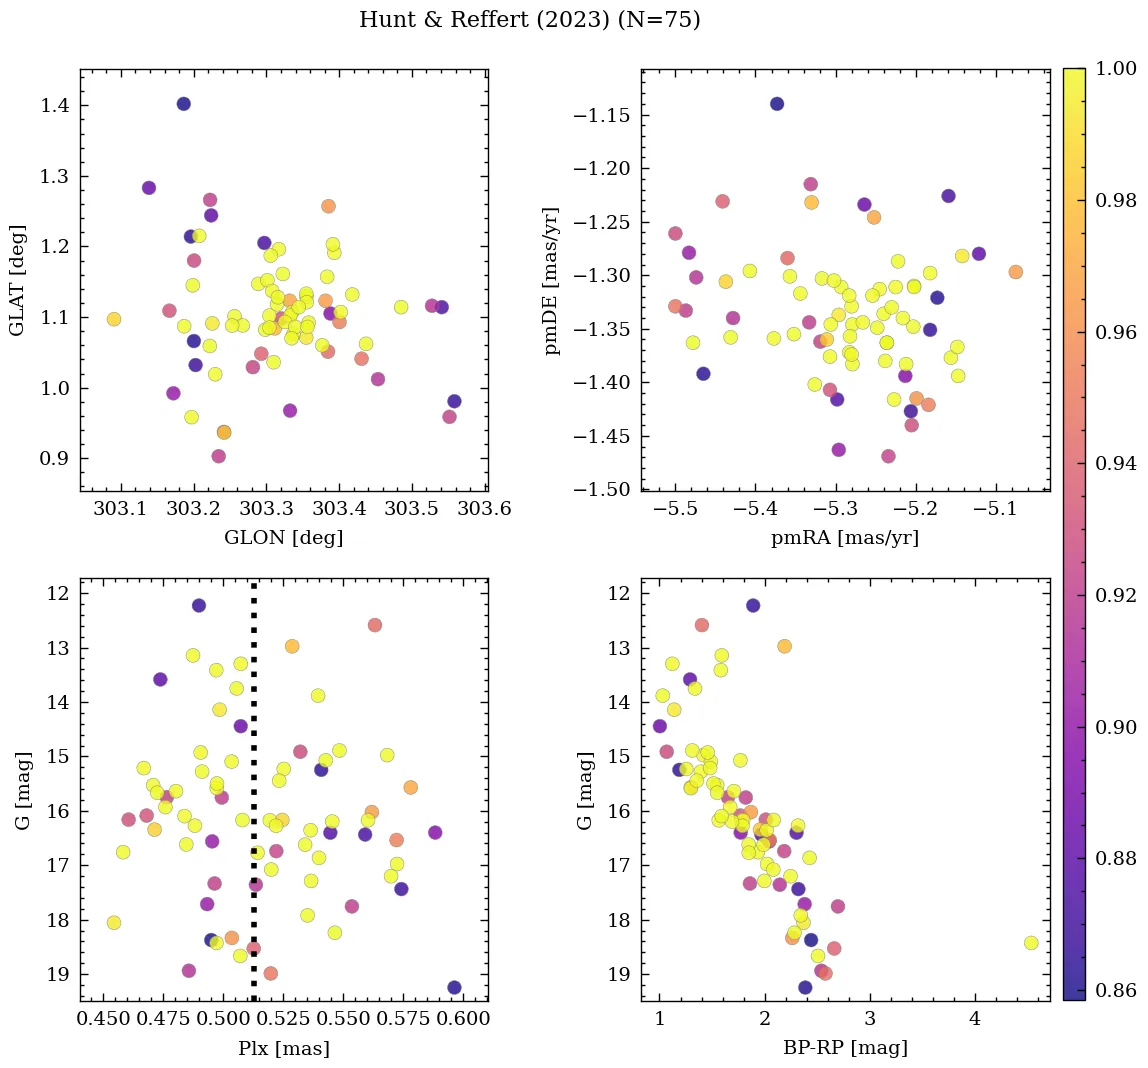 Hunt & Reffert (2023) (N=75)
1.4
1.3
1.2
1.1
1.0
0.9
GLAT [deg]
303.1 303.2 303.3 303.4 303.5 303.6
GLON [deg]
−1.15
−1.20
−1.25
−1.30
−1.35
−1.40
−1.45
−1.50
pmDE [mas/yr]
−5.5 −5.4 −5.3 −5.2 −5.1
pmRA [mas/yr]
12
13
14
15
16
17
18
19
G [mag]
0.450 0.475 0.500 0.525 0.550 0.575 0.600
Plx [mas]
12
13
14
15
16
17
18
19
G [mag]
1 2 3 4
BP-RP [mag]
1.00
0.98
0.96
0.94
0.92
0.90
0.88
0.86